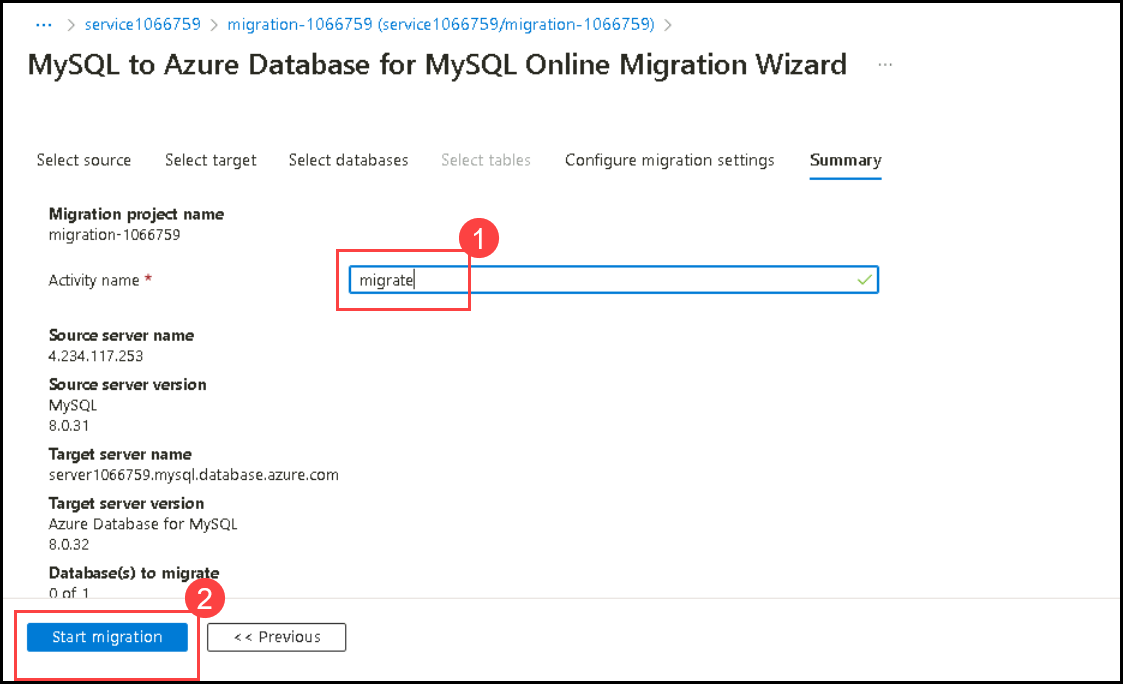 ... > service1066759 > migration-1066759 (service1066759/migration-1066759) >
MySQL to Azure Database for MySQL Online Migration Wizard ...
Select source Select target Select databases Select tables Configure migration settings Summary
Migration project name
migration-1066759
1
Activity name * migrate
Source server name
4.234.117.253
Source server version
MySQL
8.0.31
Target server name
server1066759.mysql.database.azure.com
Target server version
Azure Database for MySQL
8.0.32
Database(s) to migrate
0 of 1
2
Start migration << Previous